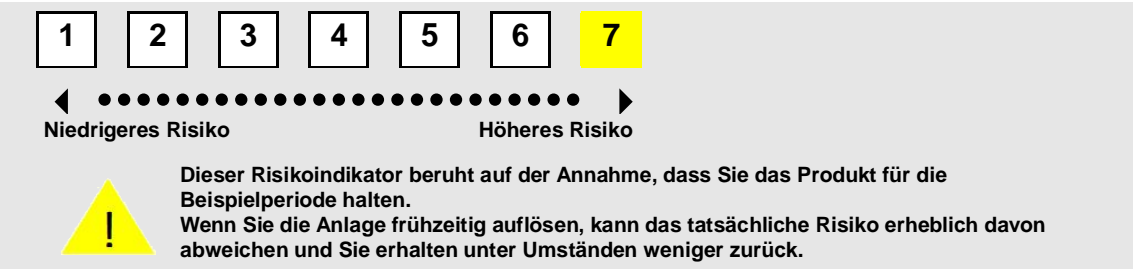 1 2 3 4 5 6 7
Niedrigeres Risiko Höheres Risiko
Dieser Risikoindikator beruht auf der Annahme, dass Sie das Produkt für die
Beispielperiode halten.
Wenn Sie die Anlage frühzeitig auflösen, kann das tatsächliche Risiko erheblich davon
abweichen und Sie erhalten unter Umständen weniger zurück.
!